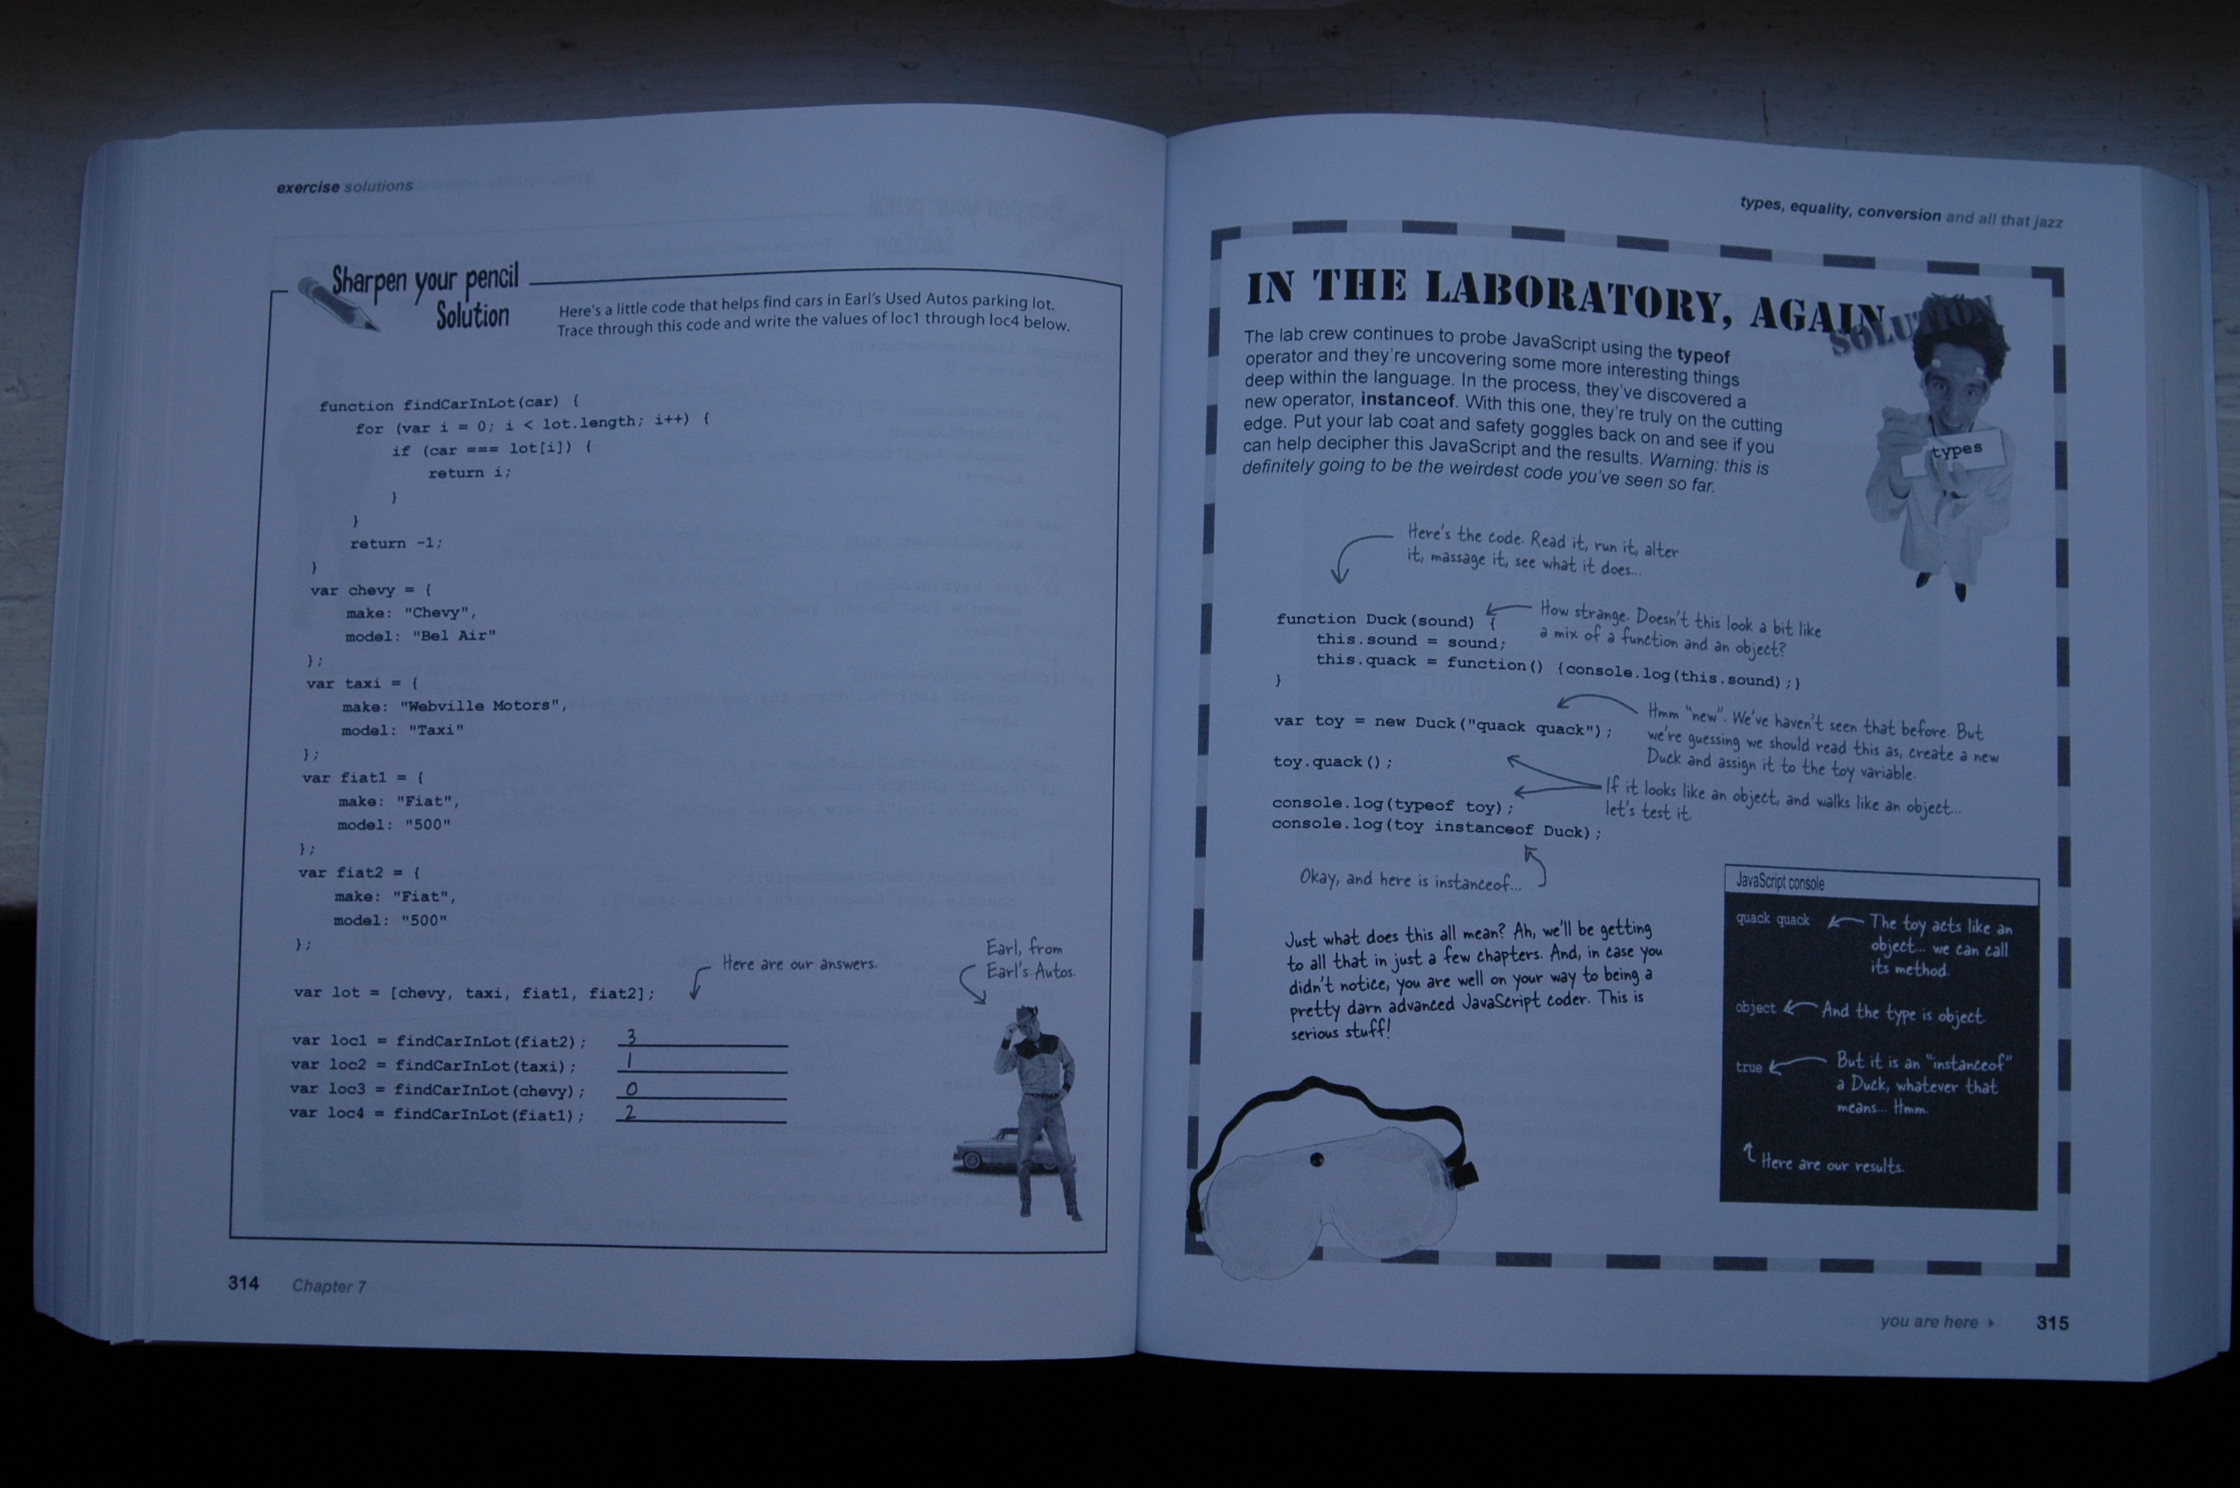 exercise solutions
Sharpen your pencil
Solution
Here's a little code that helps find cars in Earl's Used Autos parking lot.
Trace through this code and write the values of loc1 through loc4 below.
function findCarInLot(car) {
for (var i = 0; i < lot.length; i++) {
if (car === lot[i]) {
return i;
}
}
return -1;
}
var chevy = {
make: "Chevy",
model: "Bel Air"
};
var taxi = {
make: "Webville Motors",
model: "Taxi"
};
var fiat1 = {
make: "Fiat",
model: "500"
};
var fiat2 = {
make: "Fiat",
model: "500"
};
Here are our answers.
Earl, from
Earl's Autos.
var lot = [chevy, taxi, fiat1, fiat2];
var loc1 = findCarInLot(fiat2); 3
var loc2 = findCarInLot(taxi); 1
var loc3 = findCarInLot(chevy); 0
var loc4 = findCarInLot(fiat1); 2
314 Chapter 7
types, equality, conversion and all that jazz
IN THE LABORATORY, AGAIN
SOLUTION
The lab crew continues to probe JavaScript using the typeof
operator and they're uncovering some more interesting things
deep within the language. In the process, they've discovered a
new operator, instanceof. With this one, they're truly on the cutting
edge. Put your lab coat and safety goggles back on and see if you
can help decipher this JavaScript and the results. Warning: this is
definitely going to be the weirdest code you've seen so far.
types
Here's the code. Read it, run it, alter
it, massage it, see what it does...
function Duck(sound) {
this.sound = sound;
this.quack = function() {console.log(this.sound);}
}
How strange. Doesn't this look a bit like
a mix of a function and an object?
var toy = new Duck("quack quack");
Hmm "new". We've haven't seen that before. But
we're guessing we should read this as, create a new
Duck and assign it to the toy variable.
toy.quack();
If it looks like an object, and walks like an object...
let's test it.
console.log(typeof toy);
console.log(toy instanceof Duck);
Okay, and here is instanceof...
Just what does this all mean? Ah, we'll be getting
to all that in just a few chapters. And, in case you
didn't notice, you are well on your way to being a
pretty darn advanced JavaScript coder. This is
serious stuff!
JavaScript console
quack quack
The toy acts like an
object... we can call
its method.
object
And the type is object
true
But it is an "instanceof"
a Duck, whatever that
means... Hmm.
Here are our results.
you are here 315